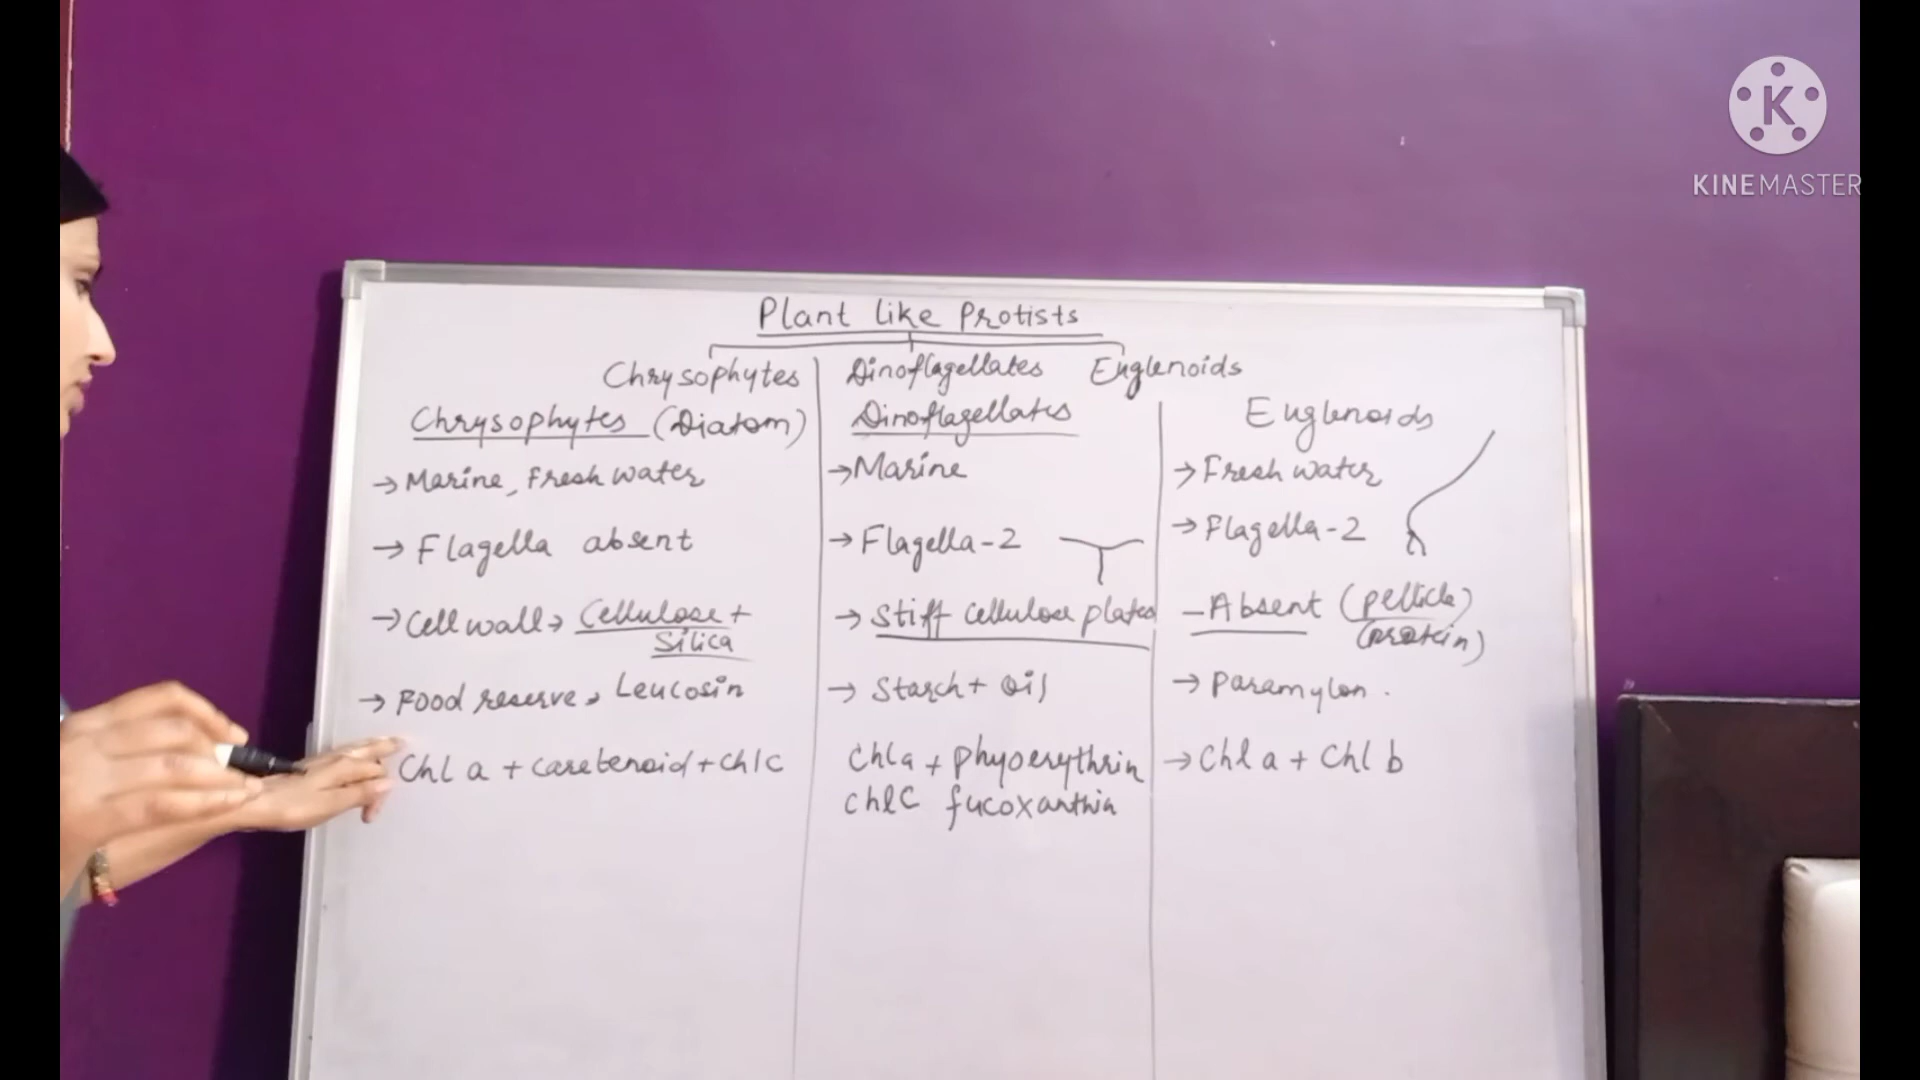 K
KINEMASTER
Plant like Protists
Chrysophytes Dinoflagellates Euglenoids
Chrysophytes (Diatom)
→ Marine, Fresh water
→ Flagella absent
→ Cell wall → Cellulose +
Silica
→ Food reserve → Leucosin
Chl a + carotenoid + chl c
Dinoflagellates
→ Marine
→ Flagella - 2
→ Stiff cellulose plates
→ Starch + Oil
Chl a + phyoerythrin
Chl C fucoxanthin
Euglenoids
→ Fresh water
→ Flagella - 2
- Absent (pellicle)
(protein)
→ Paramylon .
→ Chl a + Chl b